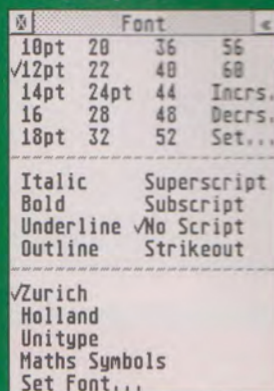 Font
10pt 20 36 56
√12pt 22 40 60
14pt 24pt 44 Incrs.
16 28 48 Decrs.
18pt 32 52 Set...
Italic Superscript
Bold Subscript
Underline √No Script
Outline Strikeout
√Zurich
Holland
Unitype
Maths Symbols
Set Font...